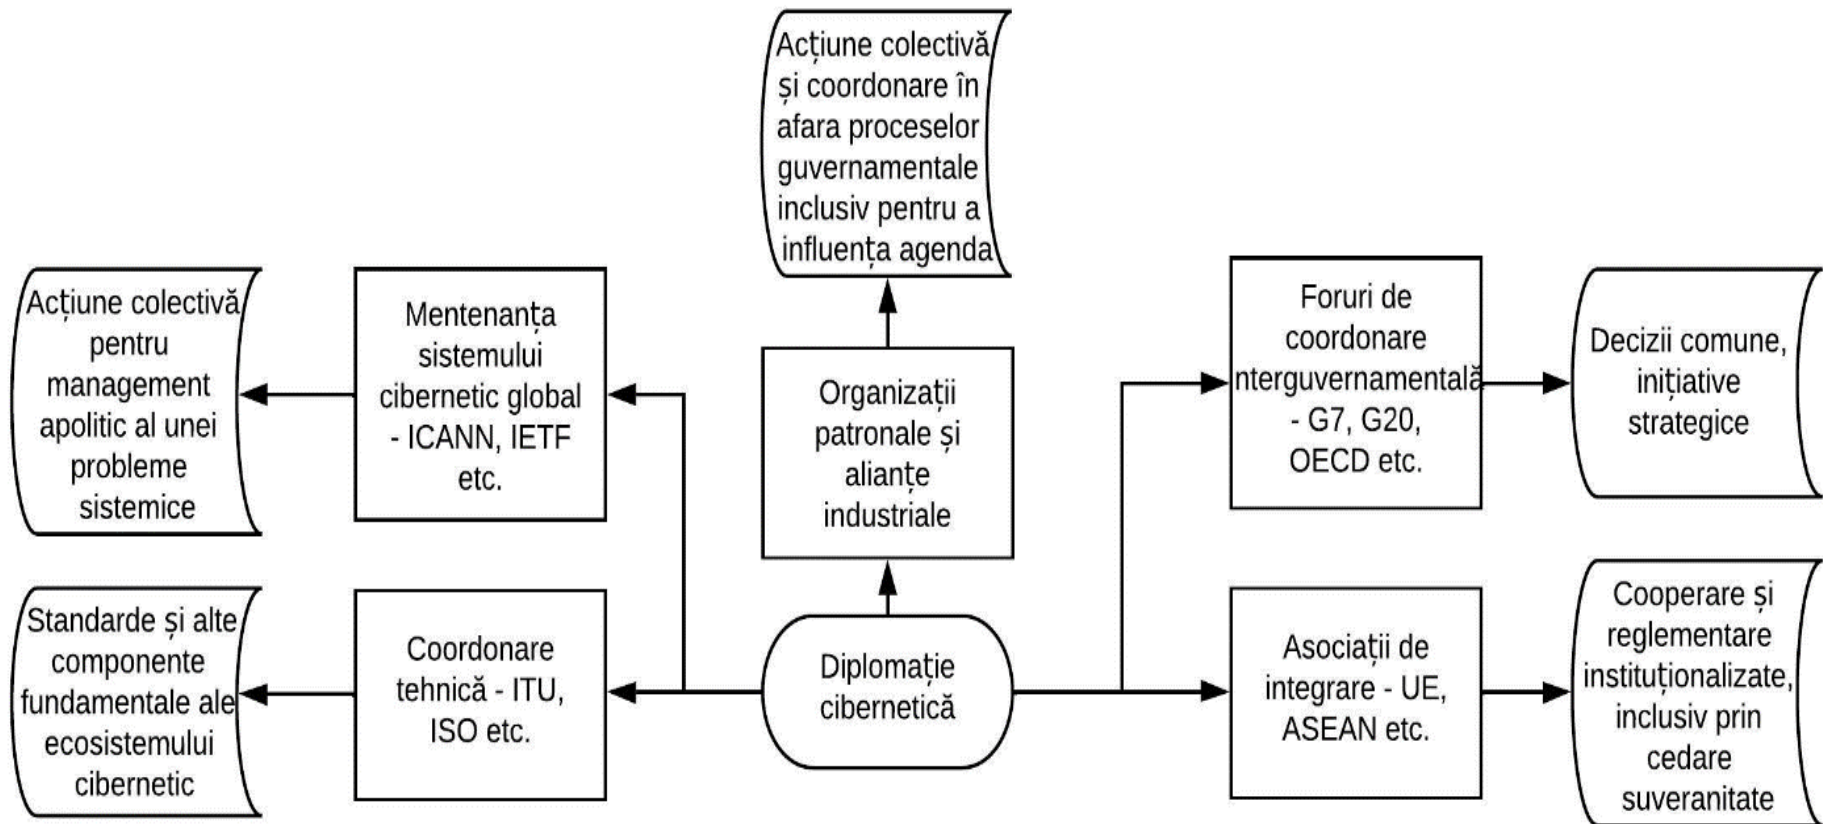 Acțiune colectivă
și coordonare în
afara proceselor
guvernamentale
inclusiv pentru a
influența agenda
Acțiune colectivă
pentru
management
apolitic al unei
probleme
sistemice
Mentenanța
sistemului
cibernetic global
- ICANN, IETF
etc.
Organizații
patronale și
alianțe
industriale
Foruri de
coordonare
nterguvernamentală
- G7, G20,
OECD etc.
Decizii comune,
inițiative
strategice
Standarde și alte
componente
fundamentale ale
ecosistemului
cibernetic
Coordonare
tehnică - ITU,
ISO etc.
Diplomație
cibernetică
Asociații de
integrare - UE,
ASEAN etc.
Cooperare și
reglementare
instituționalizate,
inclusiv prin
cedare
suveranitate